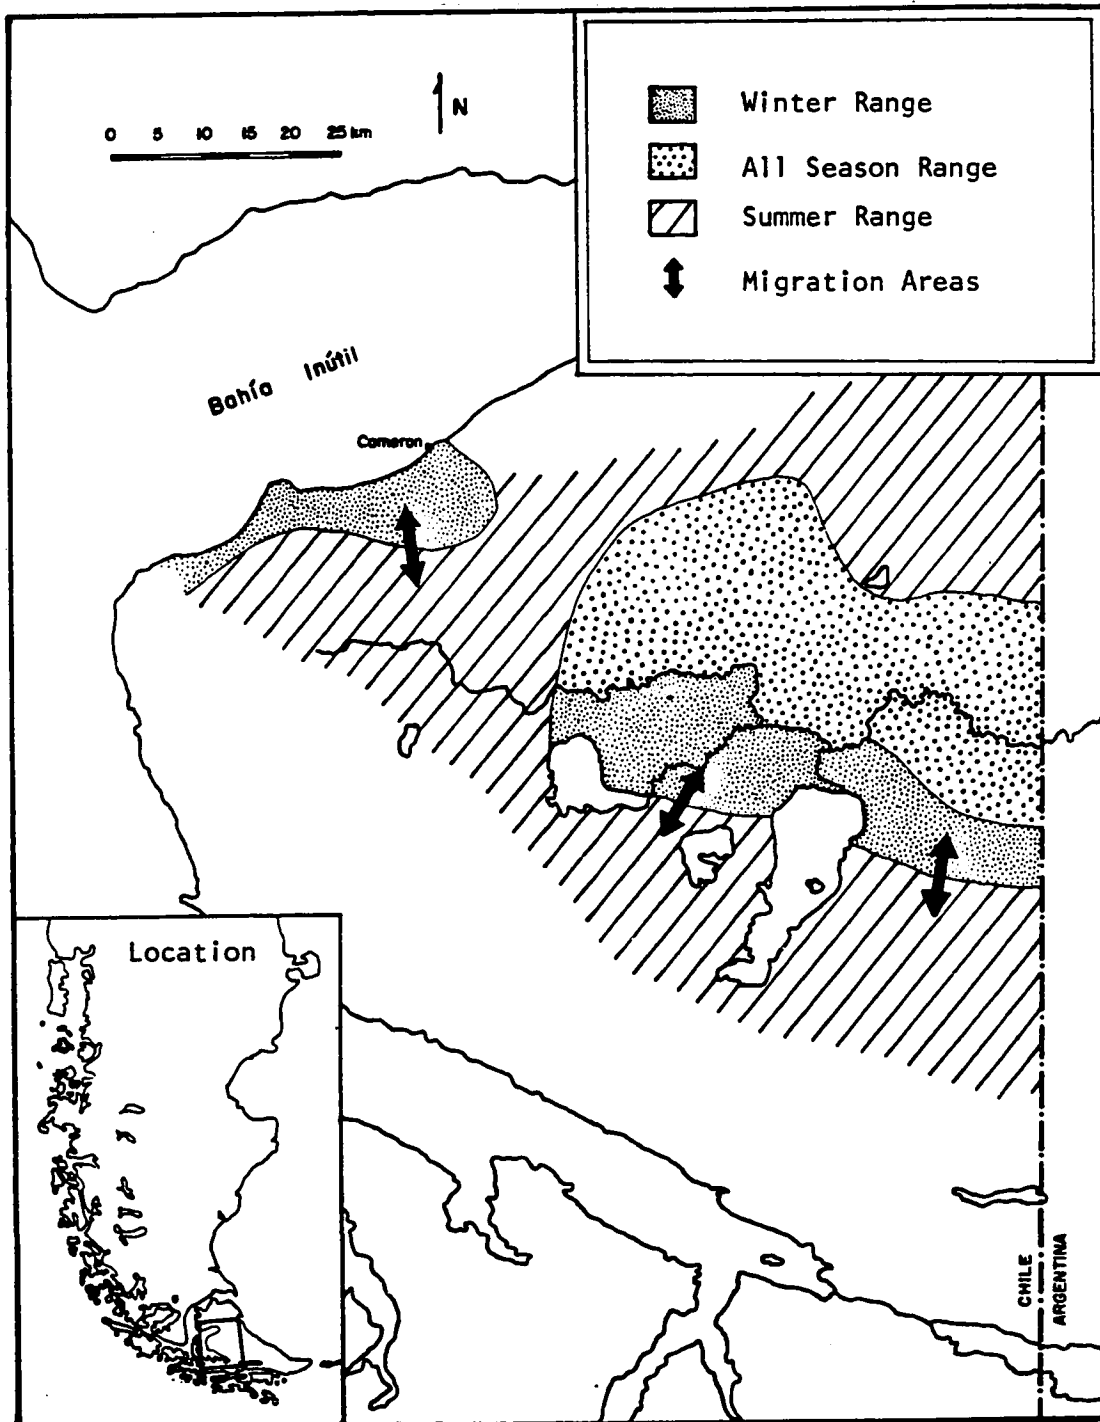 N
0 5 10 15 20 25 km
Winter Range
All Season Range
Summer Range
Migration Areas
Bahía Inútil
Cameron
Location
CHILE
ARGENTINA